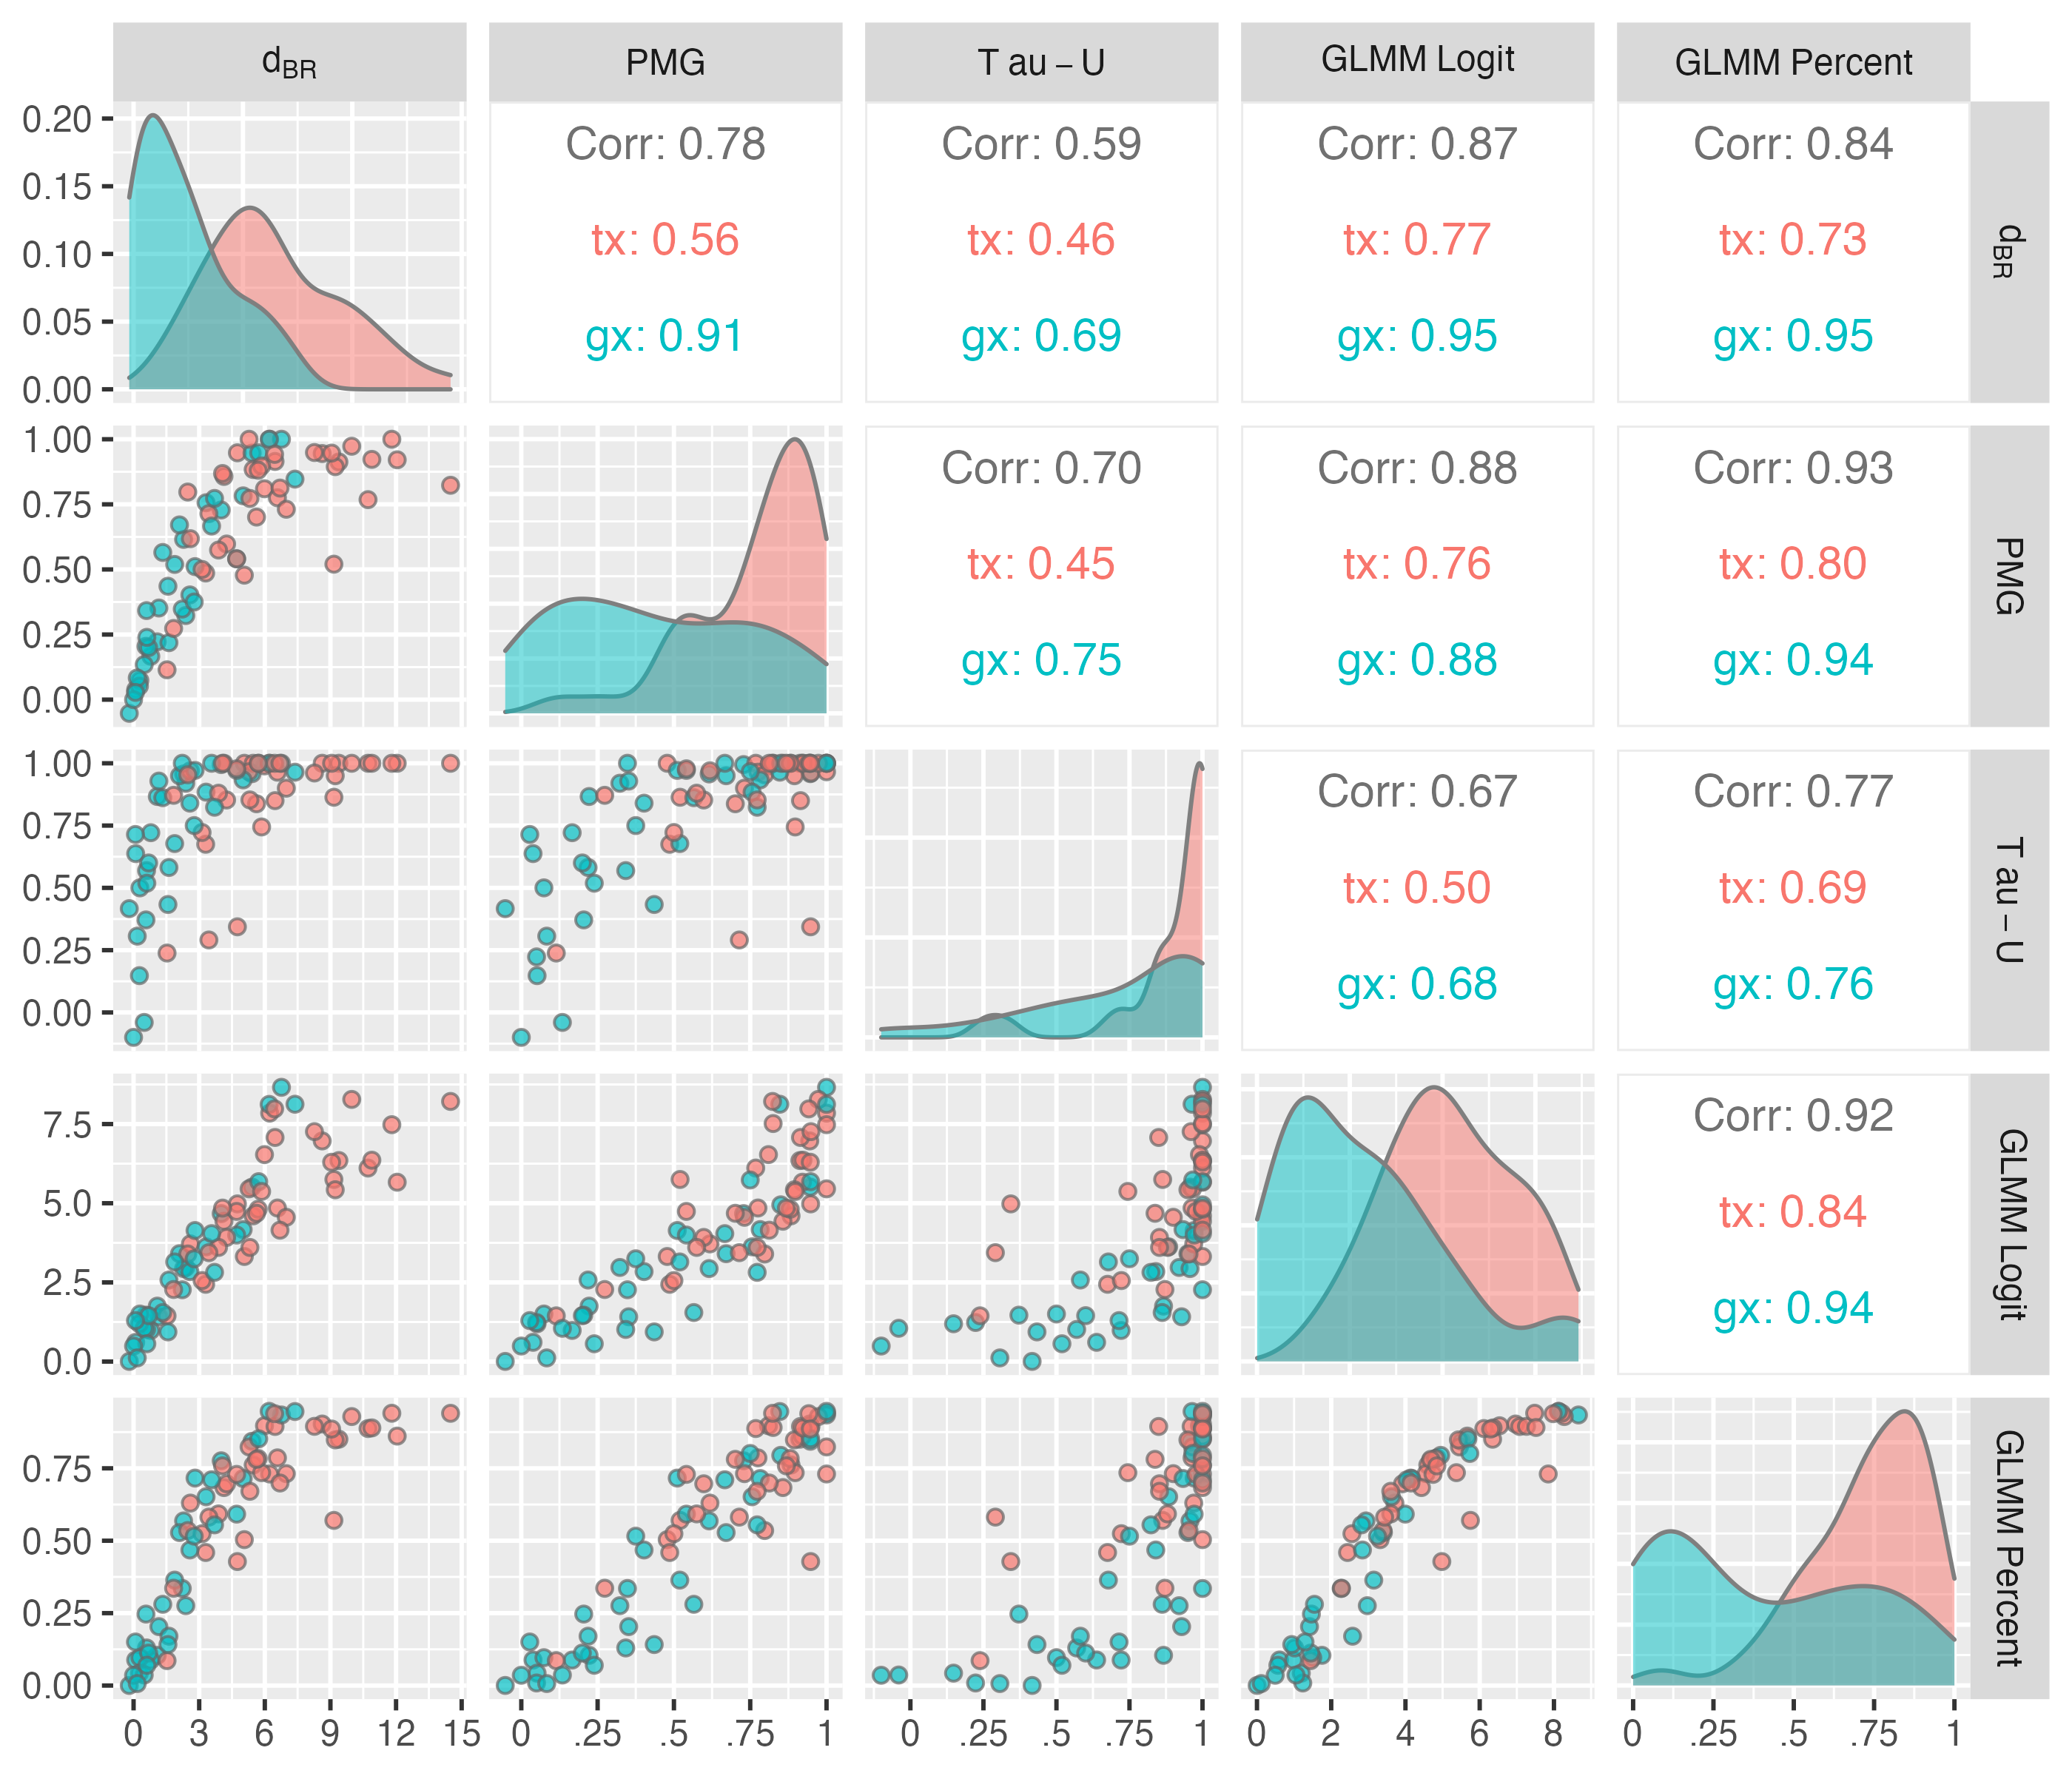 d_BR PMG T au – U GLMM Logit GLMM Percent
0.20
0.15
0.10
0.05
0.00
Corr: 0.78
tx: 0.56
gx: 0.91
Corr: 0.59
tx: 0.46
gx: 0.69
Corr: 0.87
tx: 0.77
gx: 0.95
Corr: 0.84
tx: 0.73
gx: 0.95
d_BR
1.00
0.75
0.50
0.25
0.00
Corr: 0.70
tx: 0.45
gx: 0.75
Corr: 0.88
tx: 0.76
gx: 0.88
Corr: 0.93
tx: 0.80
gx: 0.94
PMG
1.00
0.75
0.50
0.25
0.00
Corr: 0.67
tx: 0.50
gx: 0.68
Corr: 0.77
tx: 0.69
gx: 0.76
T au – U
7.5
5.0
2.5
0.0
Corr: 0.92
tx: 0.84
gx: 0.94
GLMM Logit
0.75
0.50
0.25
0.00
GLMM Percent
0 3 6 9 12 15 0 .25 .5 .75 1 0 .25 .5 .75 1 0 2 4 6 8 0 .25 .5 .75 1